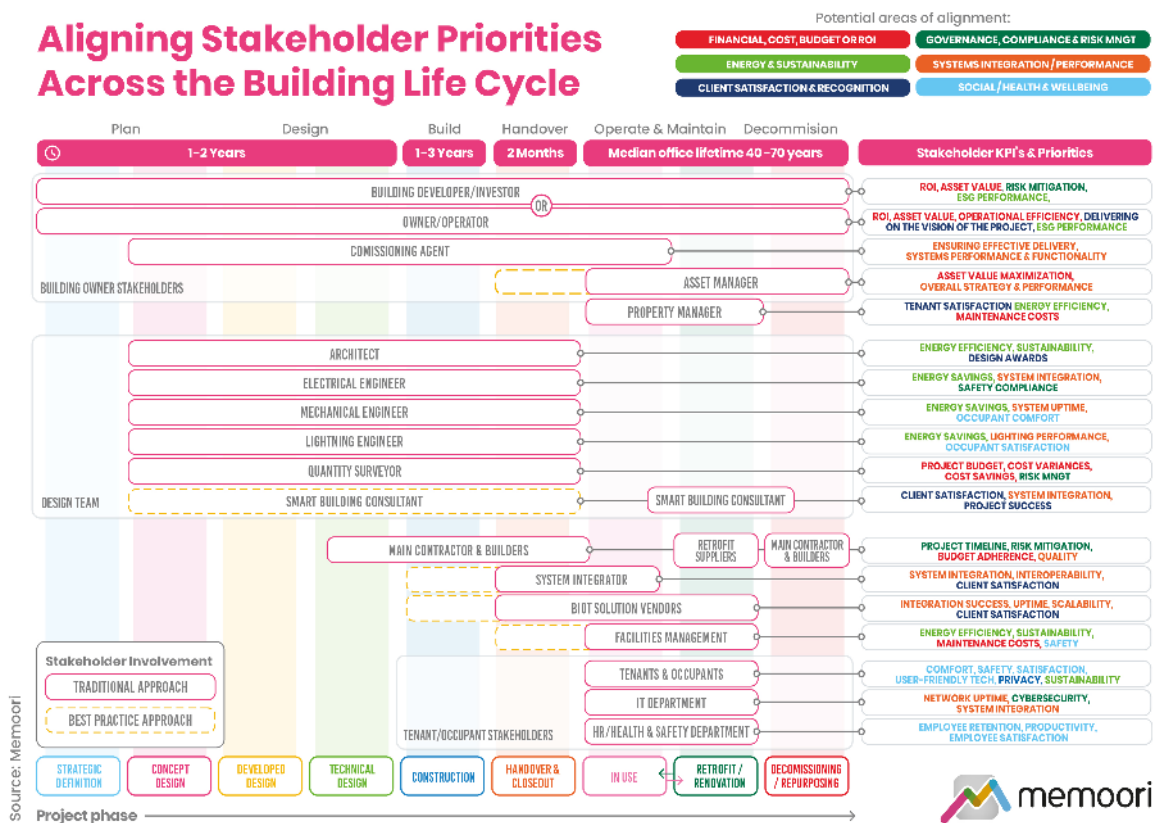 Aligning Stakeholder Priorities
Across the Building Life Cycle
Potential areas of alignment:
FINANCIAL, COST, BUDGET OR ROI
GOVERNANCE, COMPLIANCE & RISK MNGT
ENERGY & SUSTAINABILITY
SYSTEMS INTEGRATION / PERFORMANCE
CLIENT SATISFACTION & RECOGNITION
SOCIAL / HEALTH & WELLBEING
Plan
Design
Build
Handover
Operate & Maintain
Decommision
1-2 Years
1-3 Years
2 Months
Median office lifetime 40-70 years
Stakeholder KPI's & Priorities
BUILDING DEVELOPER/INVESTOR
ROI, ASSET VALUE, RISK MITIGATION,
ESG PERFORMANCE,
OR
OWNER/OPERATOR
ROI, ASSET VALUE, OPERATIONAL EFFICIENCY, DELIVERING
ON THE VISION OF THE PROJECT, ESG PERFORMANCE
COMISSIONING AGENT
ENSURING EFFECTIVE DELIVERY,
SYSTEMS PERFORMANCE & FUNCTIONALITY
BUILDING OWNER STAKEHOLDERS
ASSET MANAGER
ASSET VALUE MAXIMIZATION,
OVERALL STRATEGY & PERFORMANCE
PROPERTY MANAGER
TENANT SATISFACTION ENERGY EFFICIENCY,
MAINTENANCE COSTS
ARCHITECT
ENERGY EFFICIENCY, SUSTAINABILITY,
DESIGN AWARDS
ELECTRICAL ENGINEER
ENERGY SAVINGS, SYSTEM INTEGRATION,
SAFETY COMPLIANCE
MECHANICAL ENGINEER
ENERGY SAVINGS, SYSTEM UPTIME,
OCCUPANT COMFORT
LIGHTNING ENGINEER
ENERGY SAVINGS, LIGHTING PERFORMANCE,
OCCUPANT SATISFACTION
QUANTITY SURVEYOR
PROJECT BUDGET, COST VARIANCES,
COST SAVINGS, RISK MNGT
DESIGN TEAM
SMART BUILDING CONSULTANT
SMART BUILDING CONSULTANT
CLIENT SATISFACTION, SYSTEM INTEGRATION,
PROJECT SUCCESS
MAIN CONTRACTOR & BUILDERS
RETROFIT
SUPPLIERS
MAIN CONTRACTOR
& BUILDERS
PROJECT TIMELINE, RISK MITIGATION,
BUDGET ADHERENCE, QUALITY
SYSTEM INTEGRATOR
SYSTEM INTEGRATION, INTEROPERABILITY,
CLIENT SATISFACTION
BIOT SOLUTION VENDORS
INTEGRATION SUCCESS, UPTIME, SCALABILITY,
CLIENT SATISFACTION
FACILITIES MANAGEMENT
ENERGY EFFICIENCY, SUSTAINABILITY,
MAINTENANCE COSTS, SAFETY
TENANTS & OCCUPANTS
COMFORT, SAFETY, SATISFACTION,
USER-FRIENDLY TECH, PRIVACY, SUSTAINABILITY
IT DEPARTMENT
NETWORK UPTIME, CYBERSECURITY,
SYSTEM INTEGRATION
TENANT/OCCUPANT STAKEHOLDERS
HR/HEALTH & SAFETY DEPARTMENT
EMPLOYEE RETENTION, PRODUCTIVITY,
EMPLOYEE SATISFACTION
Stakeholder Involvement
TRADITIONAL APPROACH
BEST PRACTICE APPROACH
STRATEGIC
DEFINITION
CONCEPT
DESIGN
DEVELOPED
DESIGN
TECHNICAL
DESIGN
CONSTRUCTION
HANDOVER &
CLOSEOUT
IN USE
RETROFIT /
RENOVATION
DECOMISSIONING
/ REPURPOSING
Project phase
Source: Memoori
memoori